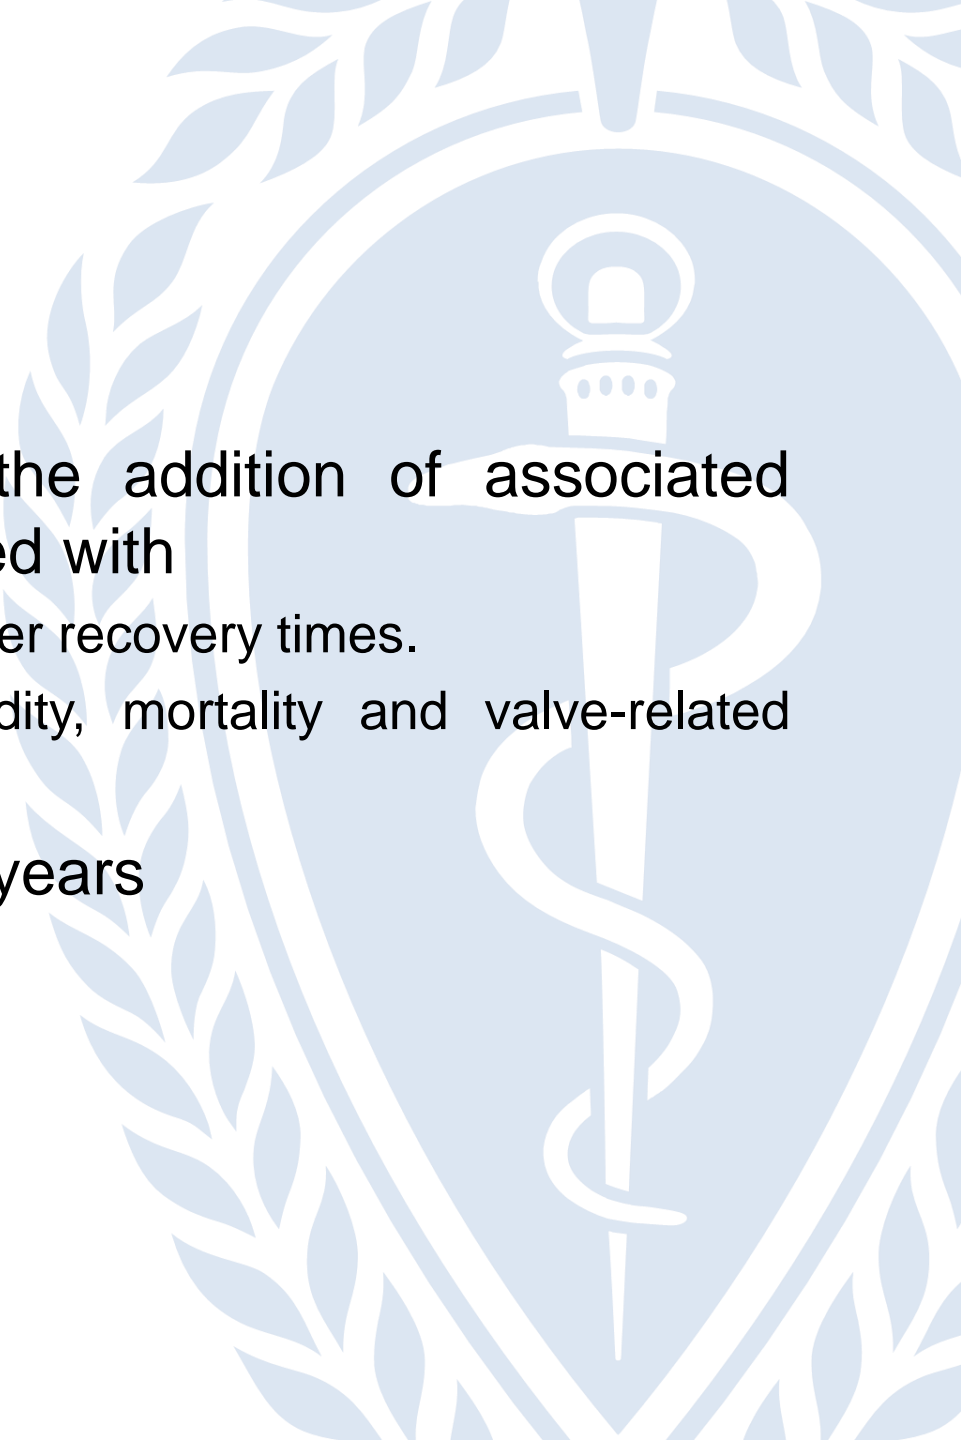 the addition of associated
ed with
er recovery times.
dity, mortality and valve-related
years